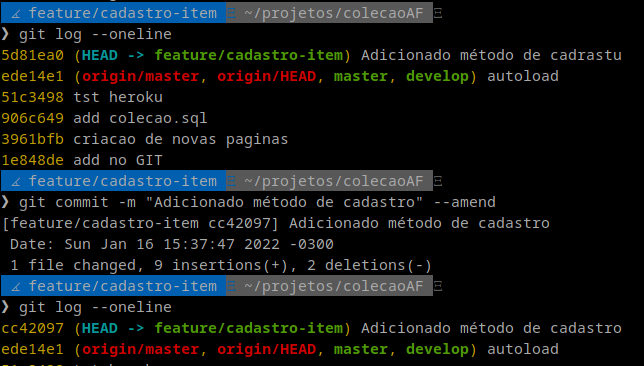 feature/cadastro-item ~/projetos/colecaoAF
❯ git log --oneline
5d81ea0 (HEAD -> feature/cadastro-item) Adicionado método de cadrastu
ede14e1 (origin/master, origin/HEAD, master, develop) autoload
51c3498 tst heroku
906c649 add colecao.sql
3961bfb criacao de novas paginas
1e848de add no GIT
feature/cadastro-item ~/projetos/colecaoAF
❯ git commit -m "Adicionado método de cadastro" --amend
[feature/cadastro-item cc42097] Adicionado método de cadastro
Date: Sun Jan 16 15:37:47 2022 -0300
1 file changed, 9 insertions(+), 2 deletions(-)
feature/cadastro-item ~/projetos/colecaoAF
❯ git log --oneline
cc42097 (HEAD -> feature/cadastro-item) Adicionado método de cadastro
ede14e1 (origin/master, origin/HEAD, master, develop) autoload